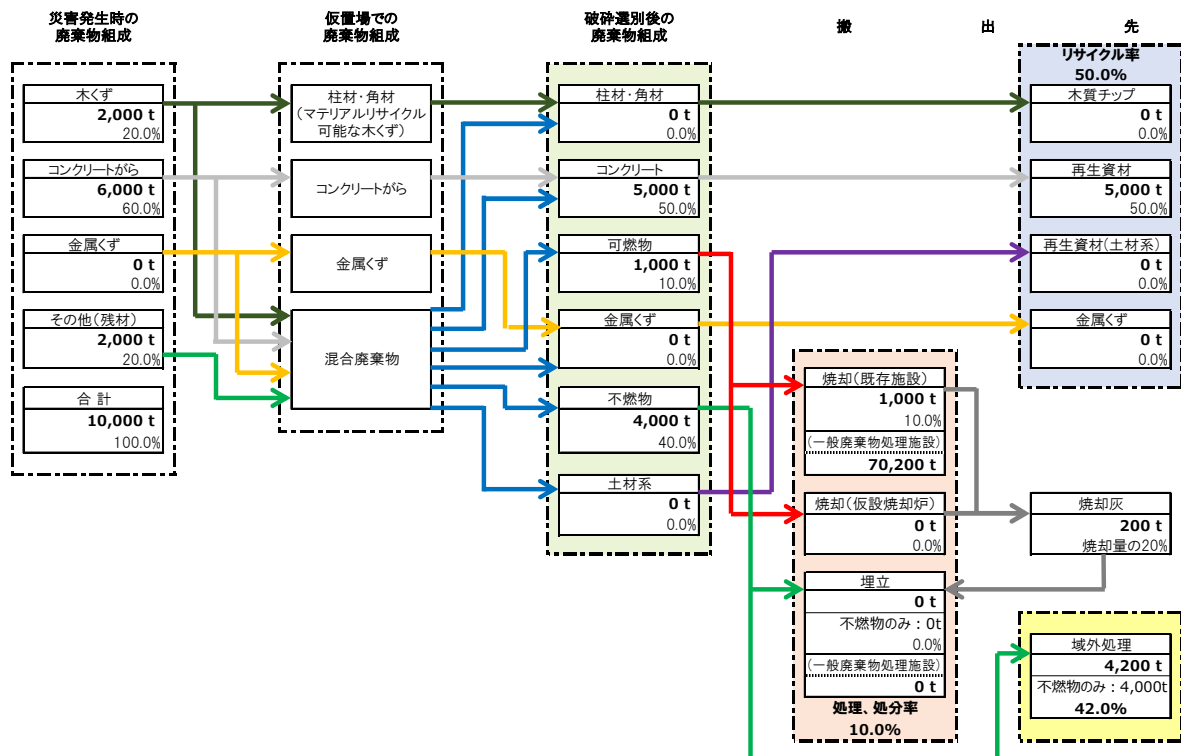 災害発生時の
廃棄物組成
仮置場での
廃棄物組成
破砕選別後の
廃棄物組成
搬 出 先
木くず
2,000 t
20.0%
コンクリートがら
6,000 t
60.0%
金属くず
0 t
0.0%
その他(残材)
2,000 t
20.0%
合 計
10,000 t
100.0%
柱材・角材
(マテリアルリサイクル
可能な木くず)
コンクリートがら
金属くず
混合廃棄物
柱材・角材
0 t
0.0%
コンクリート
5,000 t
50.0%
可燃物
1,000 t
10.0%
金属くず
0 t
0.0%
不燃物
4,000 t
40.0%
土材系
0 t
0.0%
焼却(既存施設)
1,000 t
10.0%
(一般廃棄物処理施設)
70,200 t
焼却(仮設焼却炉)
0 t
0.0%
埋立
0 t
不燃物のみ:0t
0.0%
(一般廃棄物処理施設)
0 t
処理、処分率
10.0%
リサイクル率
50.0%
木質チップ
0 t
0.0%
再生資材
5,000 t
50.0%
再生資材(土材系)
0 t
0.0%
金属くず
0 t
0.0%
焼却灰
200 t
焼却量の20%
域外処理
4,200 t
不燃物のみ:4,000t
42.0%